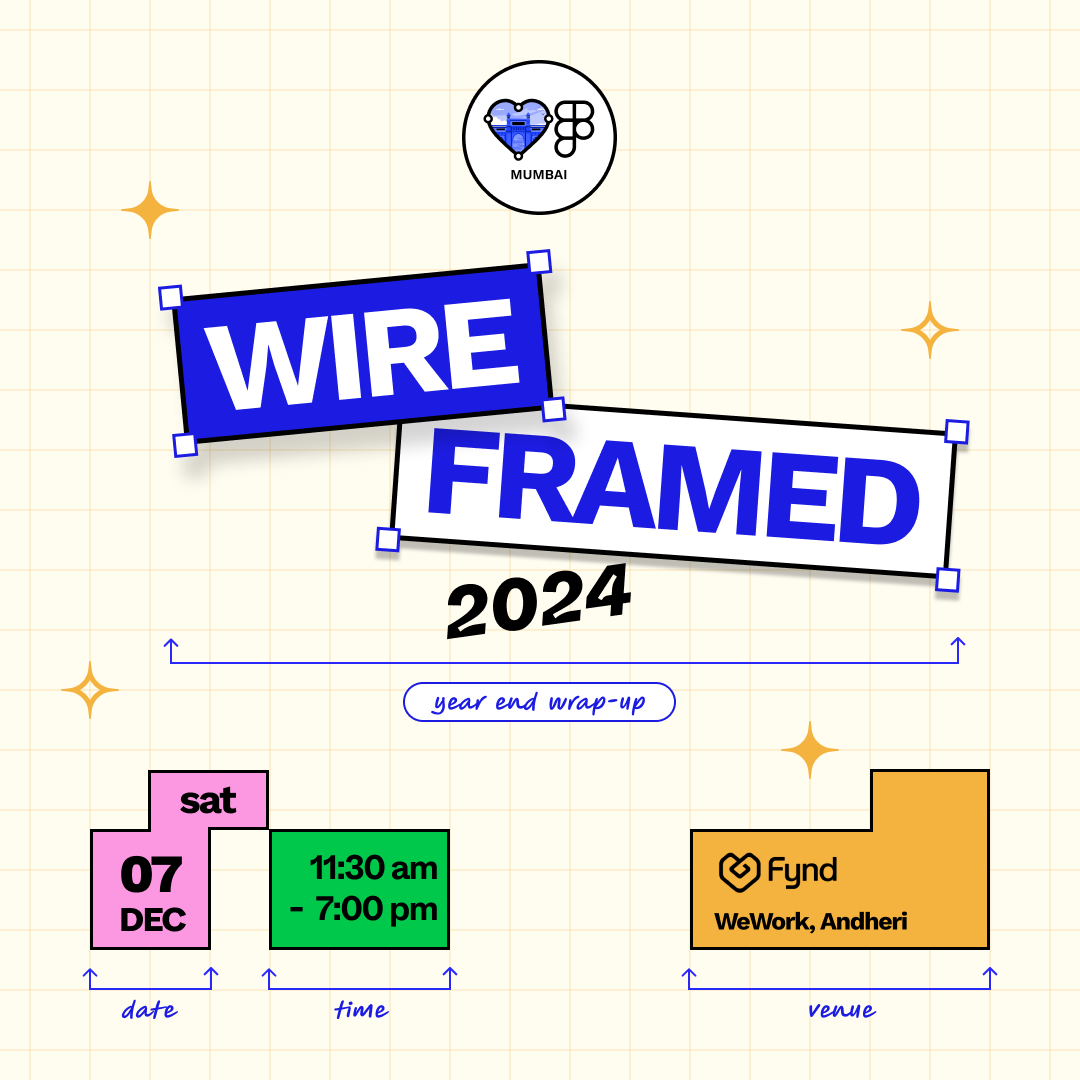 MUMBAI
WIRE
FRAMED
2024
year end wrap-up
sat
07
DEC
11:30 am
- 7:00 pm
Fynd
WeWork, Andheri
date
time
venue